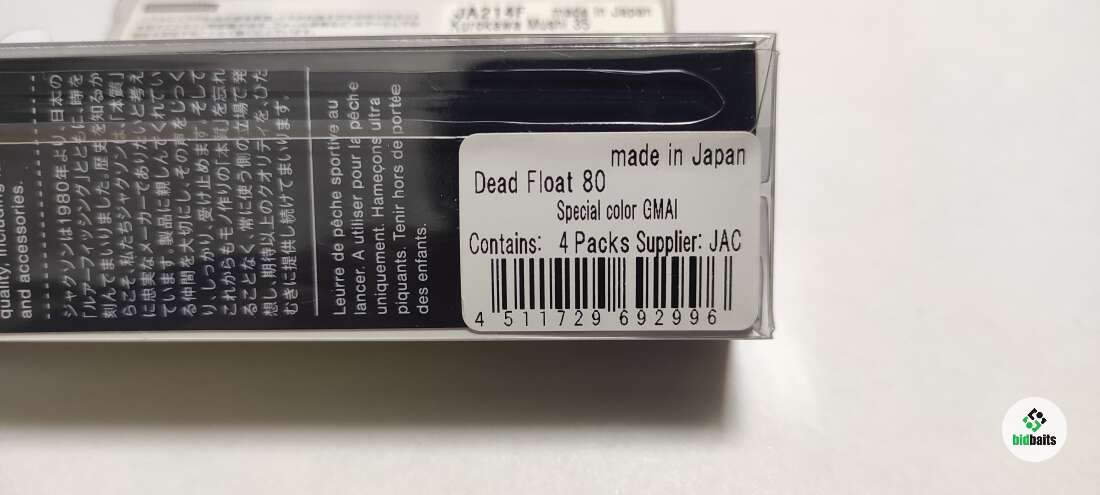 JA214F made in Japan
Kurokawa Mushi 35
quality, including
and accessories.
ジャクソンは1980年より、日本の
「ルアーフィッシング」とともに、時を
刻んでまいりました。歴史を知るか
らこそ、私たちジャクソンは、「本質」
に忠実なメーカーでありたいと考え
ています。製品に親しんでくれてい
る仲間を大切にし、その声をじっく
り、しっかり、受け止めます。そして
これからもモノ作りの「本質」を忘れ
ることなく、常に使う側の立場で発
想し、期待以上のクオリティを、ひた
むきに提供し続けてまいります。
Leurre de pêche sportive au
lancer. A utiliser pour la pêche
uniquement. Hameçons ultra
piquants. Tenir hors de portée
des enfants.
made in Japan
Dead Float 80
Special color GMAI
Contains: 4 Packs Supplier: JAC
4 511729 692996
bidbaits